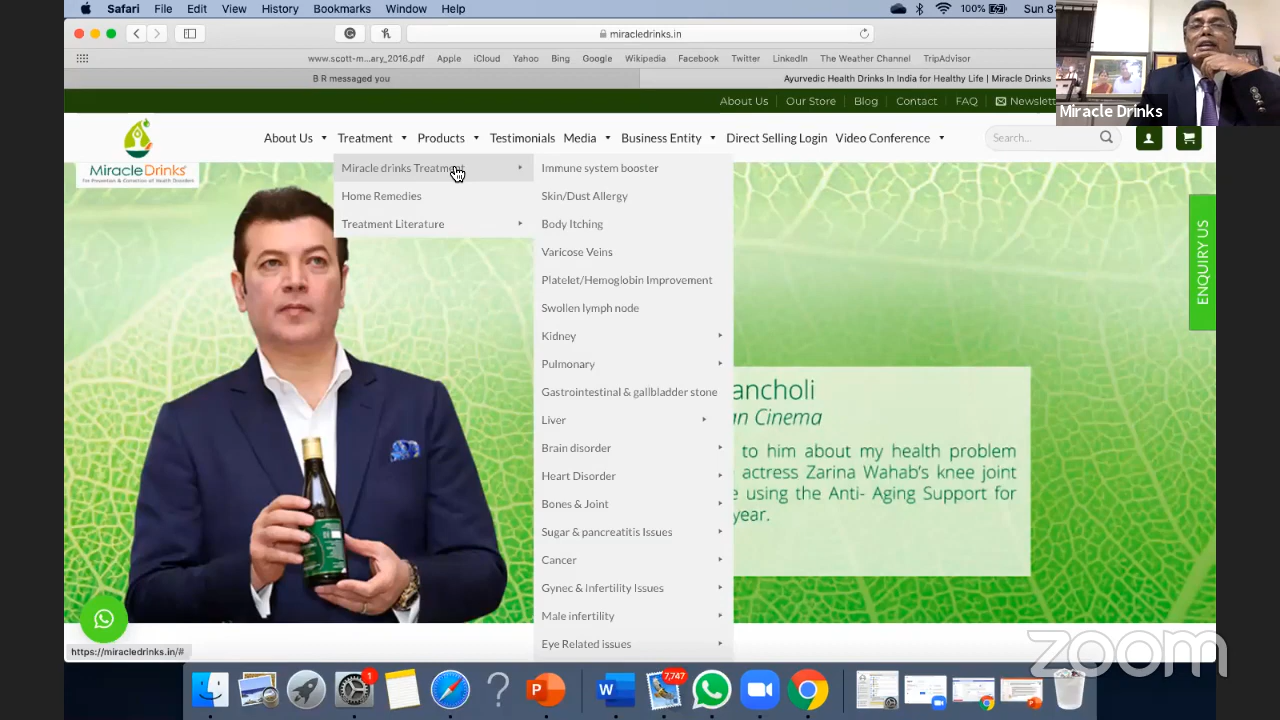 Safari File Edit View History Bookmarks Window Help
100% Sun 8
miracledrinks.in
www.scott-m...ary_2016.pdf Apple iCloud Yahoo Bing Google Wikipedia Facebook Twitter LinkedIn The Weather Channel TripAdvisor
B R messaged you
Ayurvedic Health Drinks In India for Healthy Life | Miracle Drinks
About Us Our Store Blog Contact FAQ Newslett
Miracle Drinks
About Us Treatment Products Testimonials Media Business Entity Direct Selling Login Video Conference Search...
MiracleDrinks
Miracle drinks Treatm
Home Remedies
Treatment Literature
Immune system booster
Skin/Dust Allergy
Body Itching
Varicose Veins
Platelet/Hemoglobin Improvement
Swollen lymph node
Kidney
Pulmonary
Gastrointestinal & gallbladder stone
Liver
Brain disorder
Heart Disorder
Bones & Joint
Sugar & pancreatitis Issues
Cancer
Gynec & Infertility Issues
Male infertility
Eye Related issues
ENQUIRY US
ancholi
an Cinema
to him about my health problem
actress Zarina Wahab's knee joint
e using the Anti- Aging Support for
year.
https://miracledrinks.in/#
zoom
1
7,747